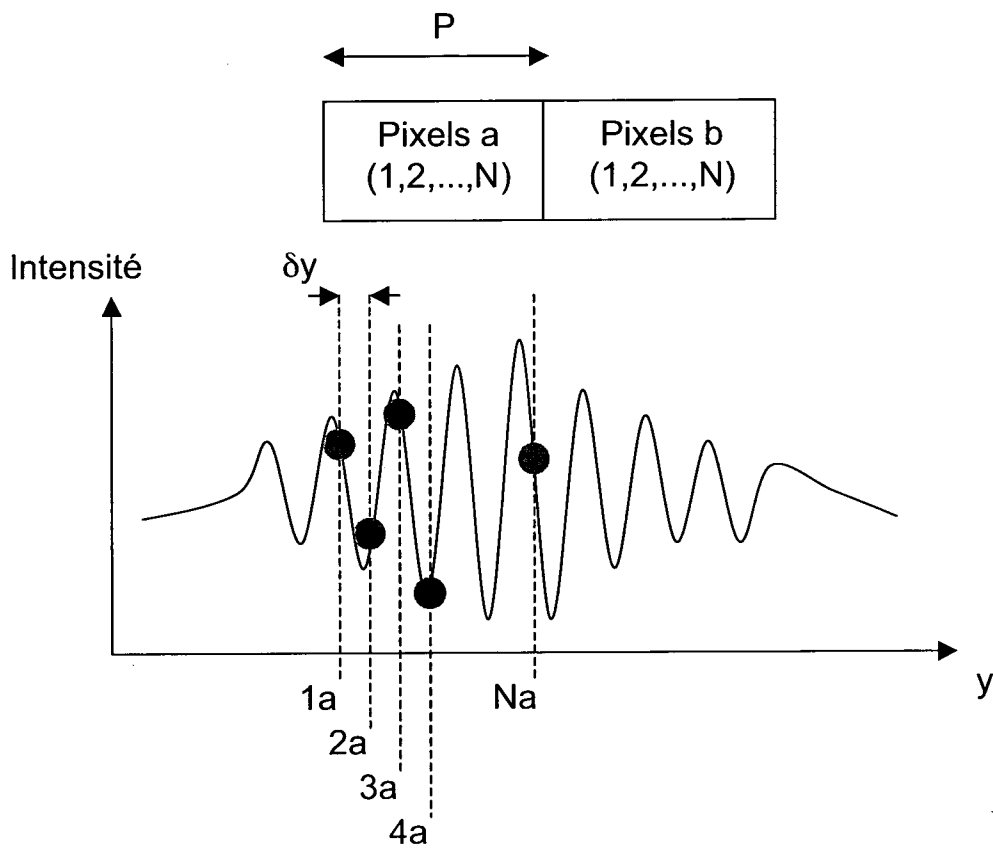 P
Pixels a
(1,2,...,N)
Pixels b
(1,2,...,N)
Intensité
δy
1a
2a
3a
4a
Na
y